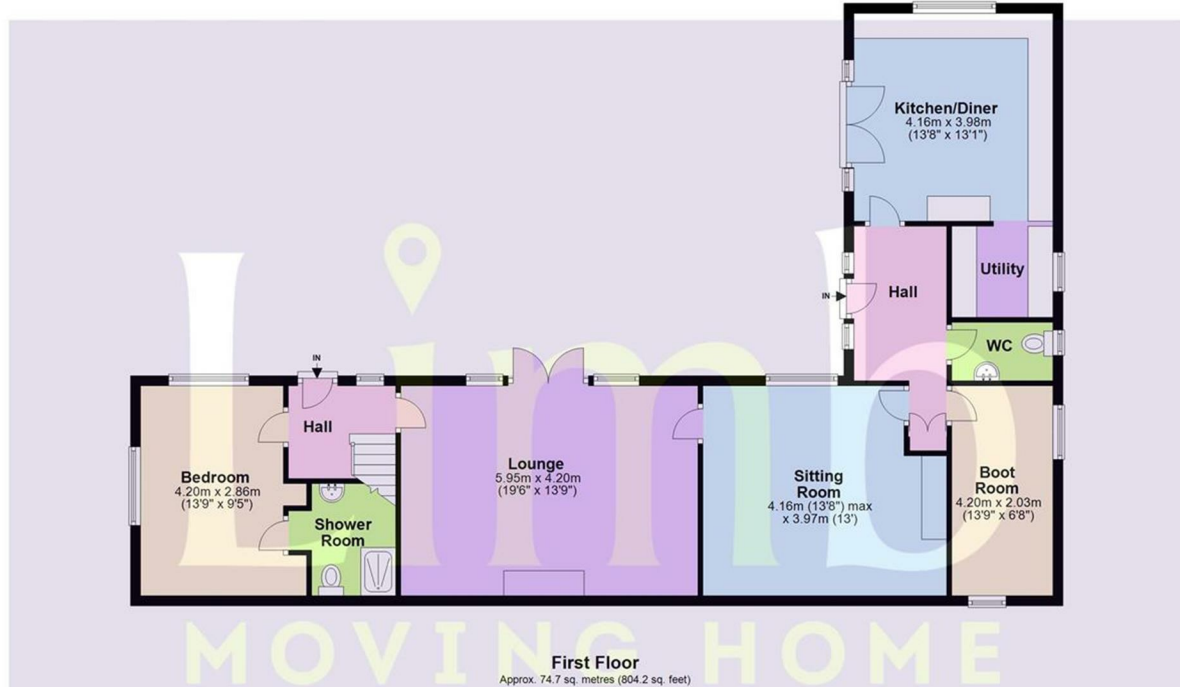 Kitchen/Diner
4.16m x 3.98m
(13'8" x 13'1")
Utility
Hall
IN
WC
IN
Hall
Bedroom
4.20m x 2.86m
(13'9" x 9'5")
Shower
Room
Lounge
5.95m x 4.20m
(19'6" x 13'9")
Sitting
Room
4.16m (13'8") max
x 3.97m (13')
Boot
Room
4.20m x 2.03m
(13'9" x 6'8")
Limb
MOVING HOME
First Floor
Approx. 74.7 sq. metres (804.2 sq. feet)